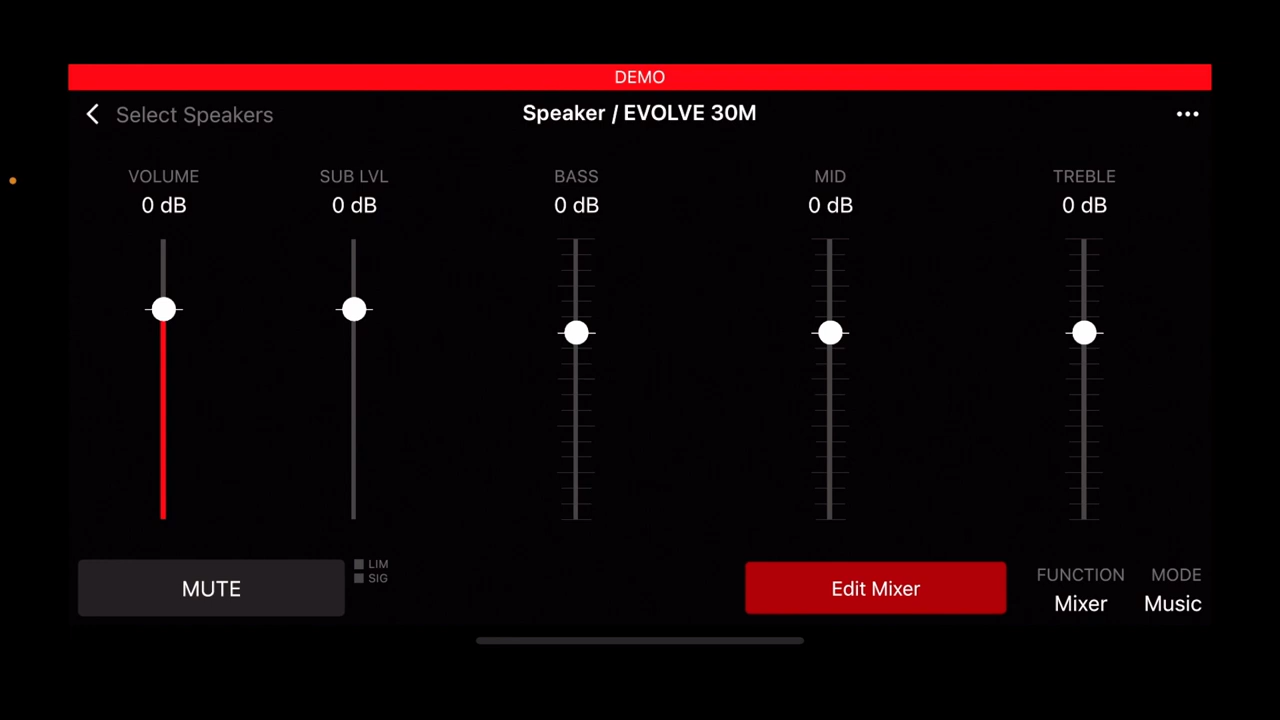 DEMO
Select Speakers
Speaker / EVOLVE 30M
VOLUME
0 dB
SUB LVL
0 dB
BASS
0 dB
MID
0 dB
TREBLE
0 dB
MUTE
LIM
SIG
Edit Mixer
FUNCTION
Mixer
MODE
Music